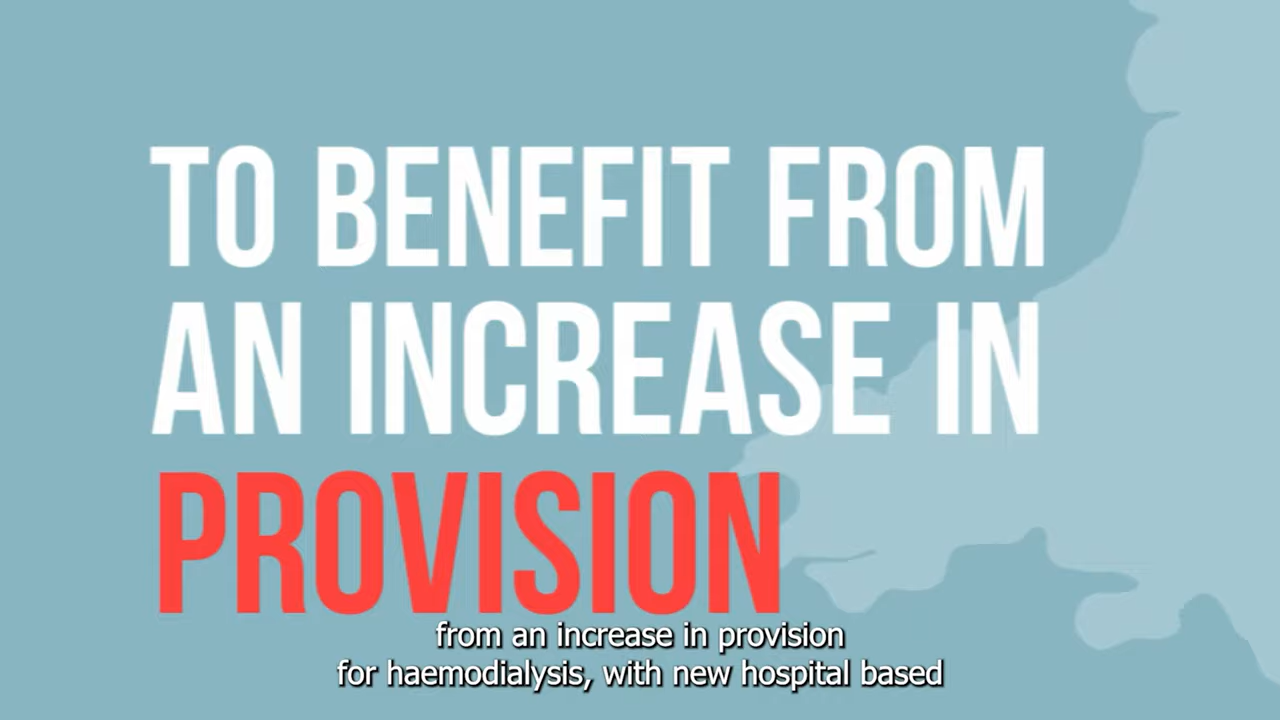 TO BENEFIT FROM
AN INCREASE IN
PROVISION
from an increase in provision
for haemodialysis, with new hospital based